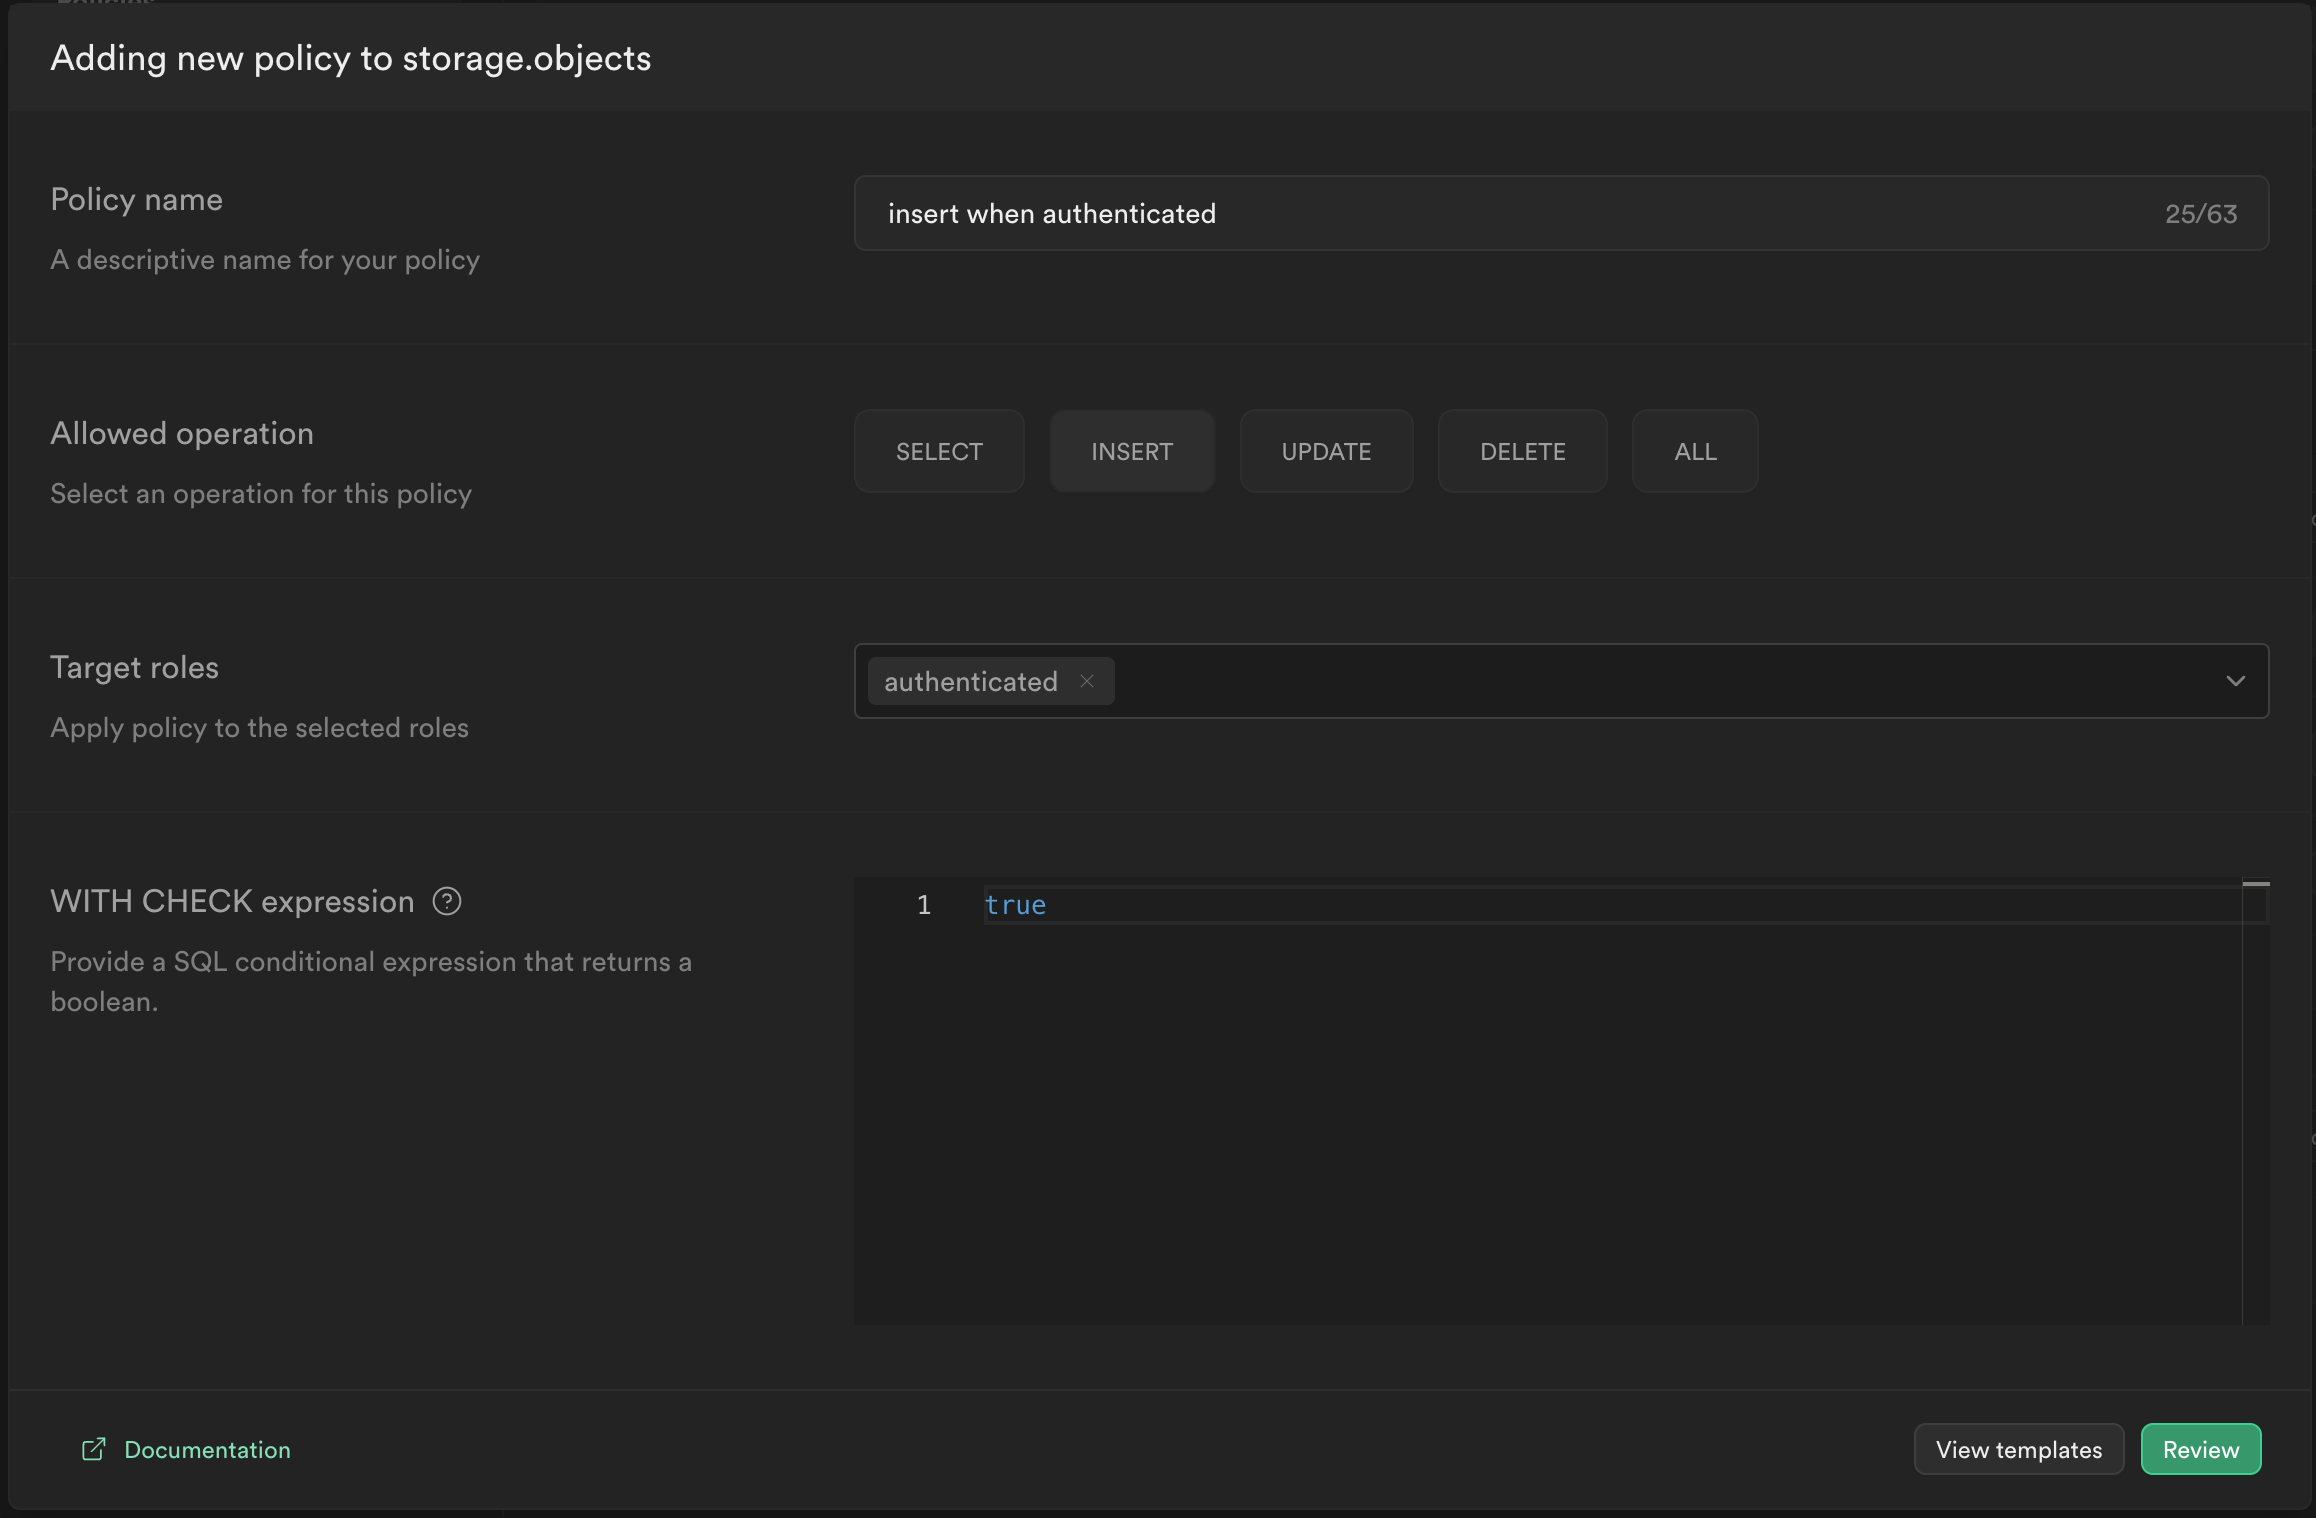 Adding new policy to storage.objects
Policy name
A descriptive name for your policy
insert when authenticated
25/63
Allowed operation
Select an operation for this policy
SELECT
INSERT
UPDATE
DELETE
ALL
Target roles
Apply policy to the selected roles
authenticated
WITH CHECK expression
Provide a SQL conditional expression that returns a
boolean.
1 true
Documentation
View templates
Review